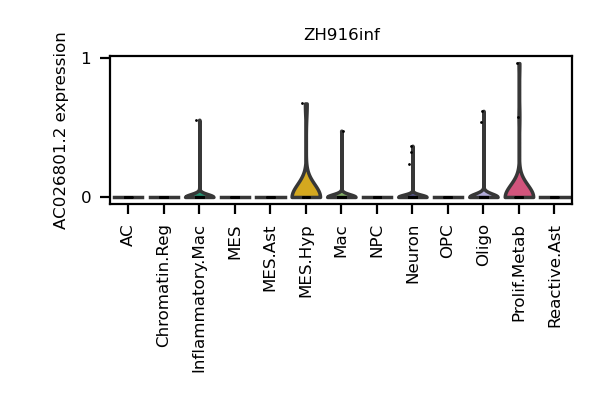 ZH916inf
AC026801.2 expression
1
0
AC
Chromatin.Reg
Inflammatory.Mac
MES
MES.Ast
MES.Hyp
Mac
NPC
Neuron
OPC
Oligo
Prolif.Metab
Reactive.Ast